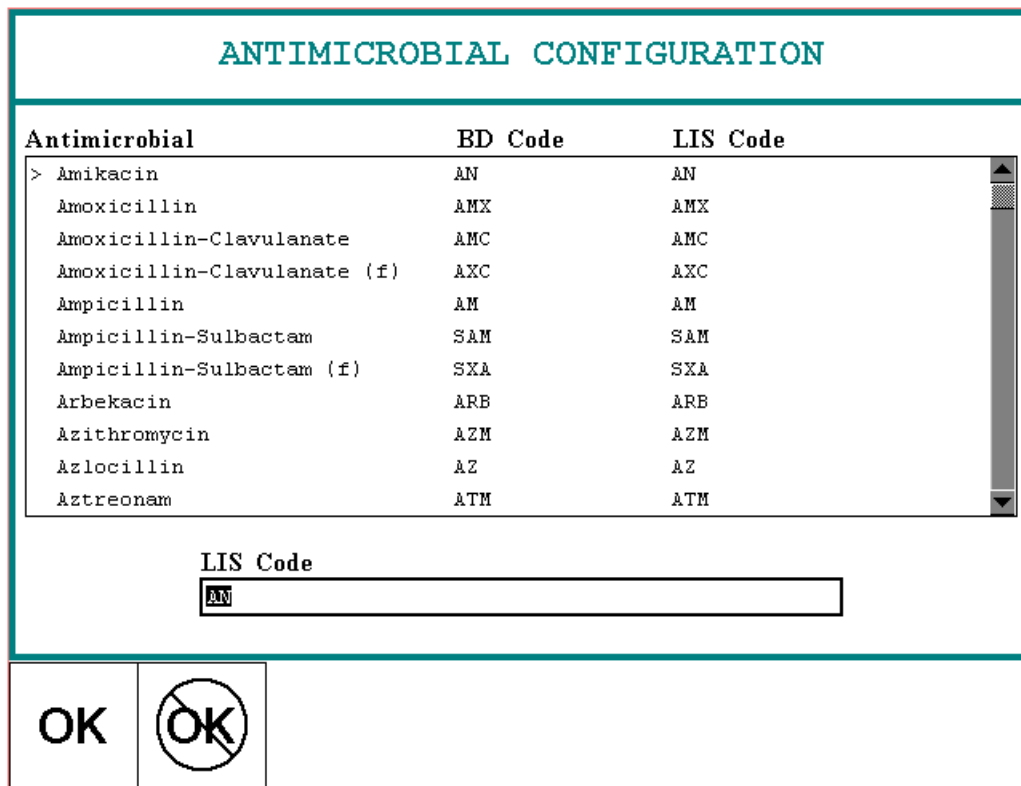 ANTIMICROBIAL CONFIGURATION
Antimicrobial BD Code LIS Code
> Amikacin AN AN
Amoxicillin AMX AMX
Amoxicillin-Clavulanate AMC AMC
Amoxicillin-Clavulanate (f) AXC AXC
Ampicillin AM AM
Ampicillin-Sulbactam SAM SAM
Ampicillin-Sulbactam (f) SXA SXA
Arbekacin ARB ARB
Azithromycin AZM AZM
Azlocillin AZ AZ
Aztreonam ATM ATM
LIS Code
AN
OK OK